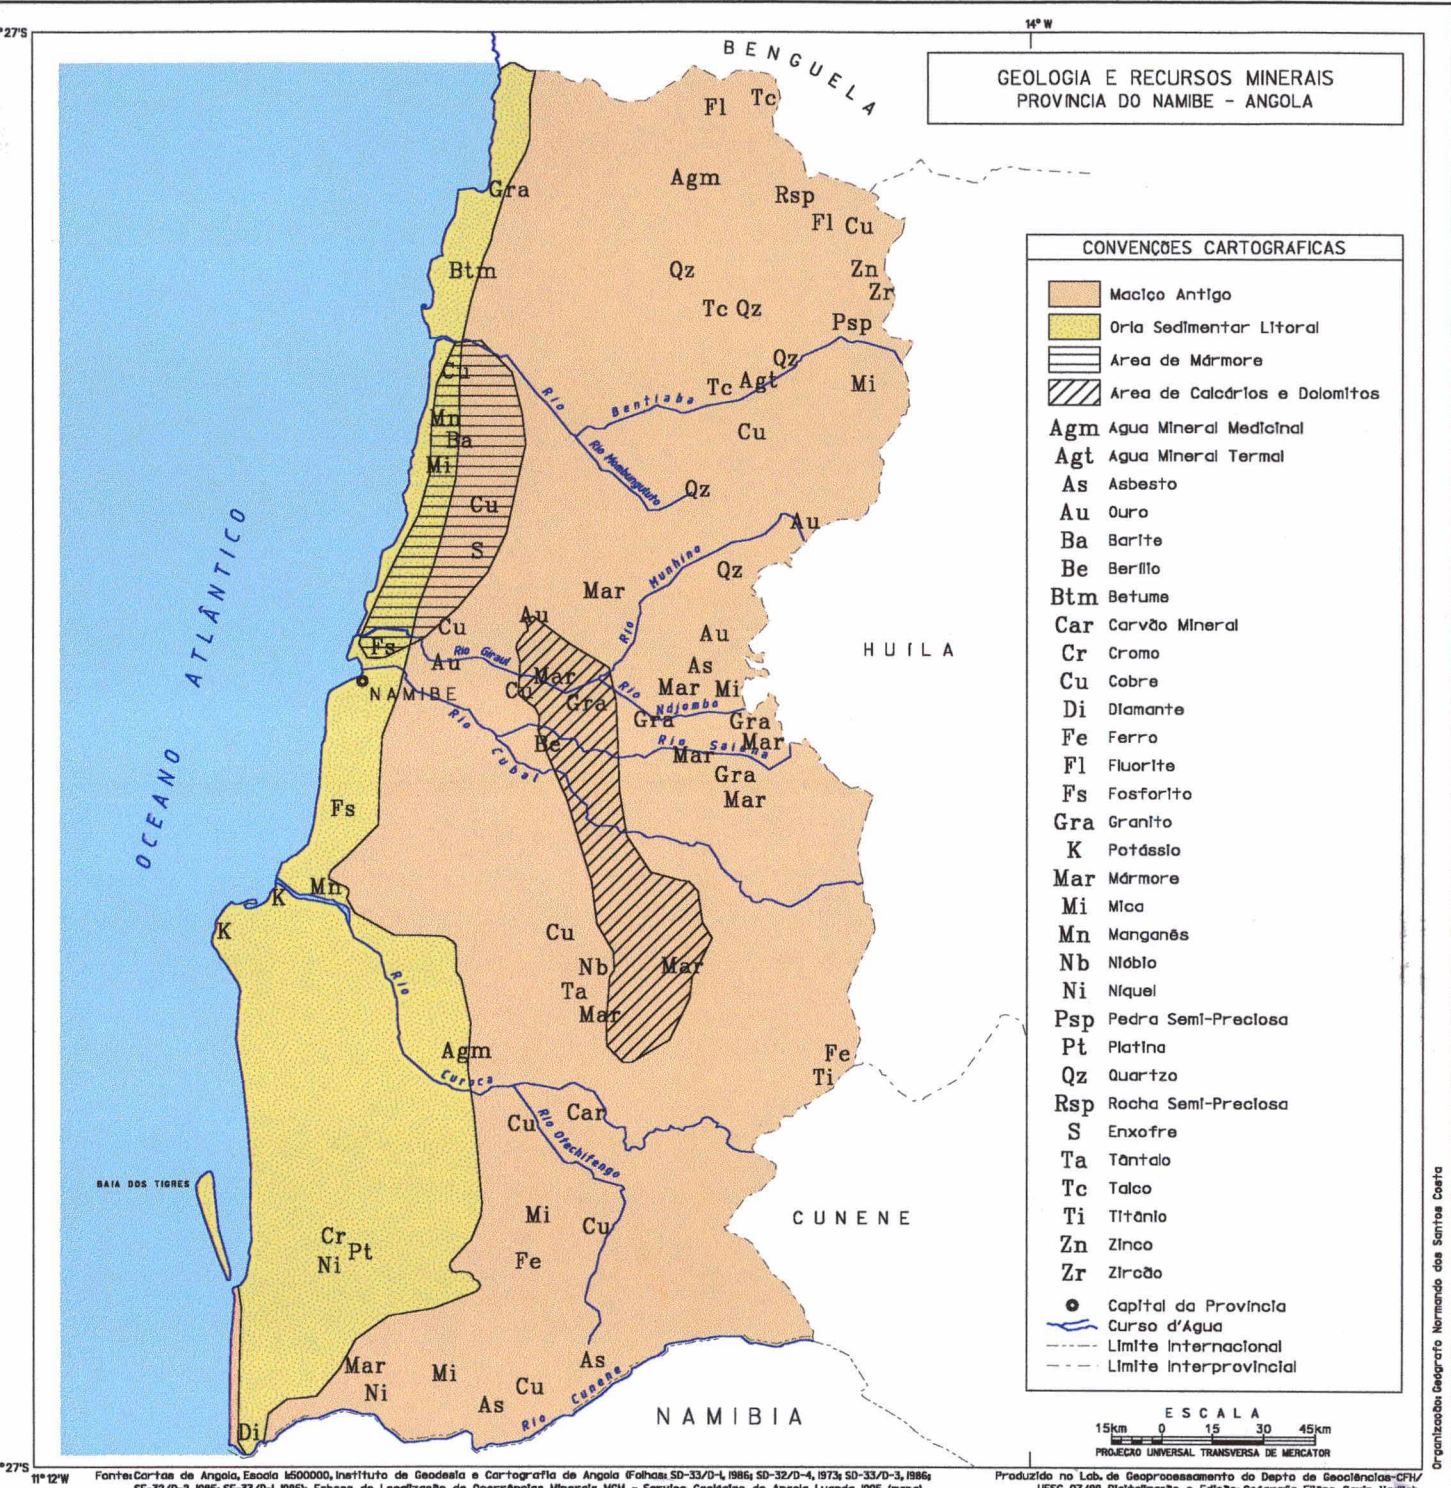 °27'S
14° W
BENGUELA
GEOLOGIA E RECURSOS MINERAIS
PROVINCIA DO NAMIBE - ANGOLA
Fl Tc
Agm
Rsp
Gra
Fl Cu
Btm
Qz
Zn
Zr
Tc Qz
Psp
Qz
Cu
Tc Agt
Mi
Rio Bentiaba
Mn
Ba
Cu
Mi
Rio Mombungututo
Qz
Cu
Au
S
Rio Munhino
Qz
Mar
Au
Cu
Au
Fs
Au
Rio Giraul
As
HUILA
Mar
Mar Mi
Cu
NAMIBE
Gra
Rio Ndjombo
Gra
Gra
Rio Cubal
Be
Rio Saiona
Mar
Mar
Gra
Mar
OCEANO ATLÂNTICO
Fs
Mn
K
K
Cu
Nb
Mar
Ta
Mar
Rio Curoca
Agm
Fe
Ti
Car
Cu
Rio Otachifengo
BAIA DOS TIGRES
Mi
Cu
CUNENE
Cr
Pt
Ni
Fe
Mar
Mi
As
Ni
Cu
As
Rio Cunene
NAMIBIA
Di
CONVENÇÕES CARTOGRAFICAS
Maciço Antigo
Orla Sedimentar Litoral
Area de Mármore
Area de Calcários e Dolomitos
Agm Agua Mineral Medicinal
Agt Agua Mineral Termal
As Asbesto
Au Ouro
Ba Barite
Be Berílio
Btm Betume
Car Carvão Mineral
Cr Cromo
Cu Cobre
Di Diamante
Fe Ferro
Fl Fluorite
Fs Fosforito
Gra Granito
K Potássio
Mar Mármore
Mi Mica
Mn Manganês
Nb Nióbio
Ni Níquel
Psp Pedra Semi-Preciosa
Pt Platina
Qz Quartzo
Rsp Rocha Semi-Preciosa
S Enxofre
Ta Tântalo
Tc Talco
Ti Titânio
Zn Zinco
Zr Zircão
Capital da Provincia
Curso d'Agua
Limite Internacional
Limite Interprovincial
ESCALA
15km 0 15 30 45km
PROJECÃO UNIVERSAL TRANSVERSA DE MERCATOR
Organização: Geógrafo Normando dos Santos Costa
°27'S
11° 12'W
Fonte: Cartas de Angola, Escala 1:500000, Instituto de Geodesia e Cartografia de Angola (Folhas: SD-33/D-1, 1986; SD-32/D-4, 1973; SD-33/D-3, 1986;
Produzido no Lab. de Geoprocessamento do Depto de Geociências-CFH/